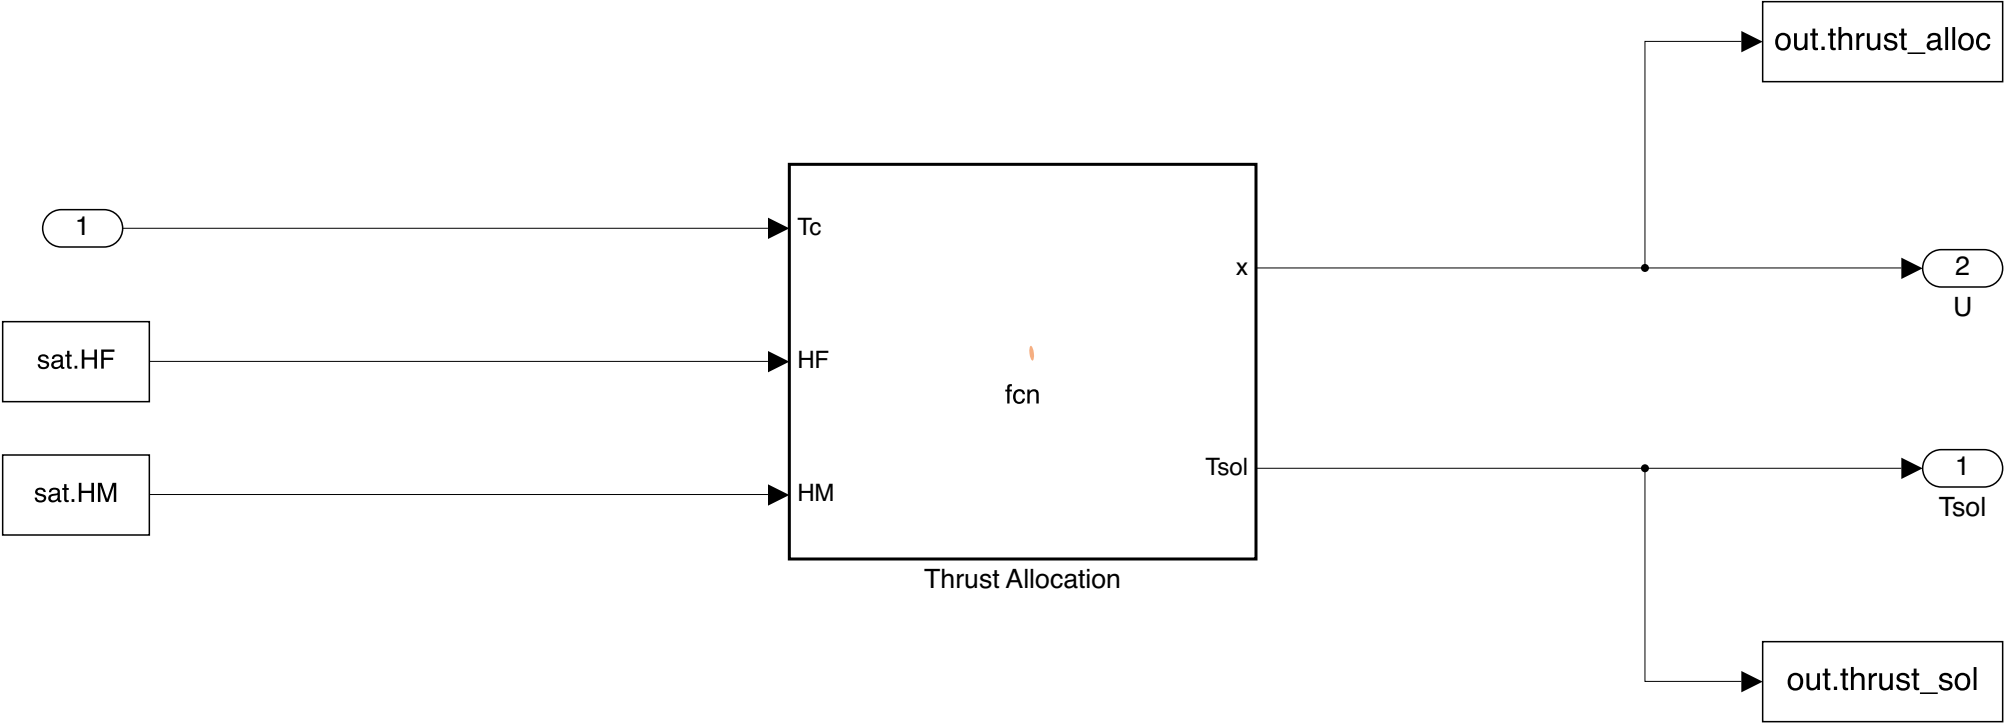 out.thrust_alloc
1
Tc
x
2
U
sat.HF
HF
fcn
sat.HM
HM
Tsol
1
Tsol
Thrust Allocation
out.thrust_sol